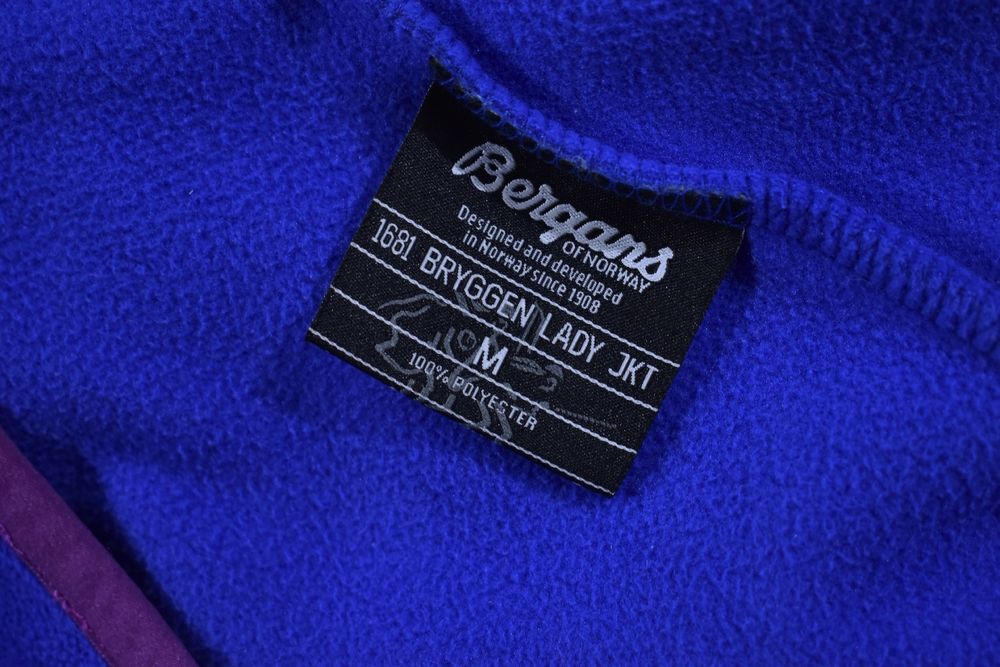 Bergans
OF NORWAY
Designed and developed
in Norway since 1908
1681 BRYGGEN LADY JKT
M
100% POLYESTER